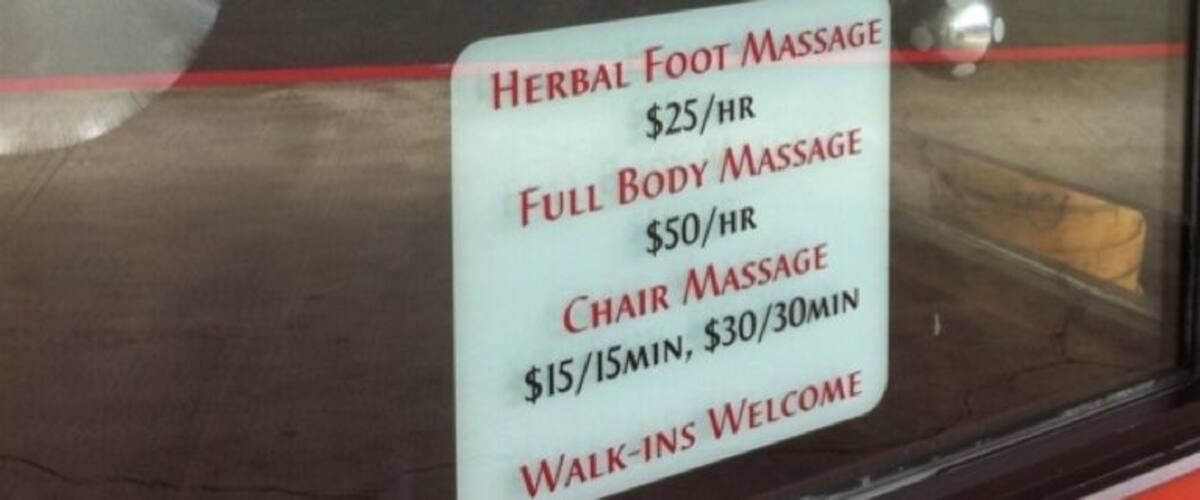 HERBAL FOOT MASSAGE
$25/HR
FULL BODY MASSAGE
$50/HR
CHAIR MASSAGE
$15/15MIN, $30/30MIN
WALK-INS WELCOME